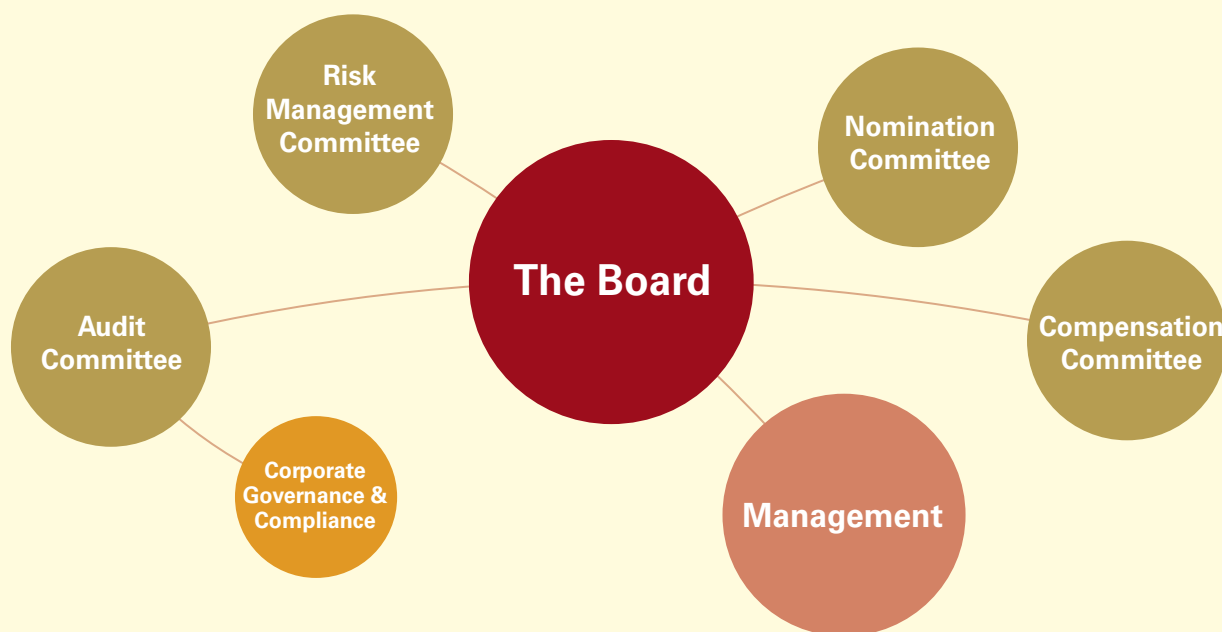 Risk
Management
Committee
Nomination
Committee
The Board
Audit
Committee
Compensation
Committee
Corporate
Governance &
Compliance
Management